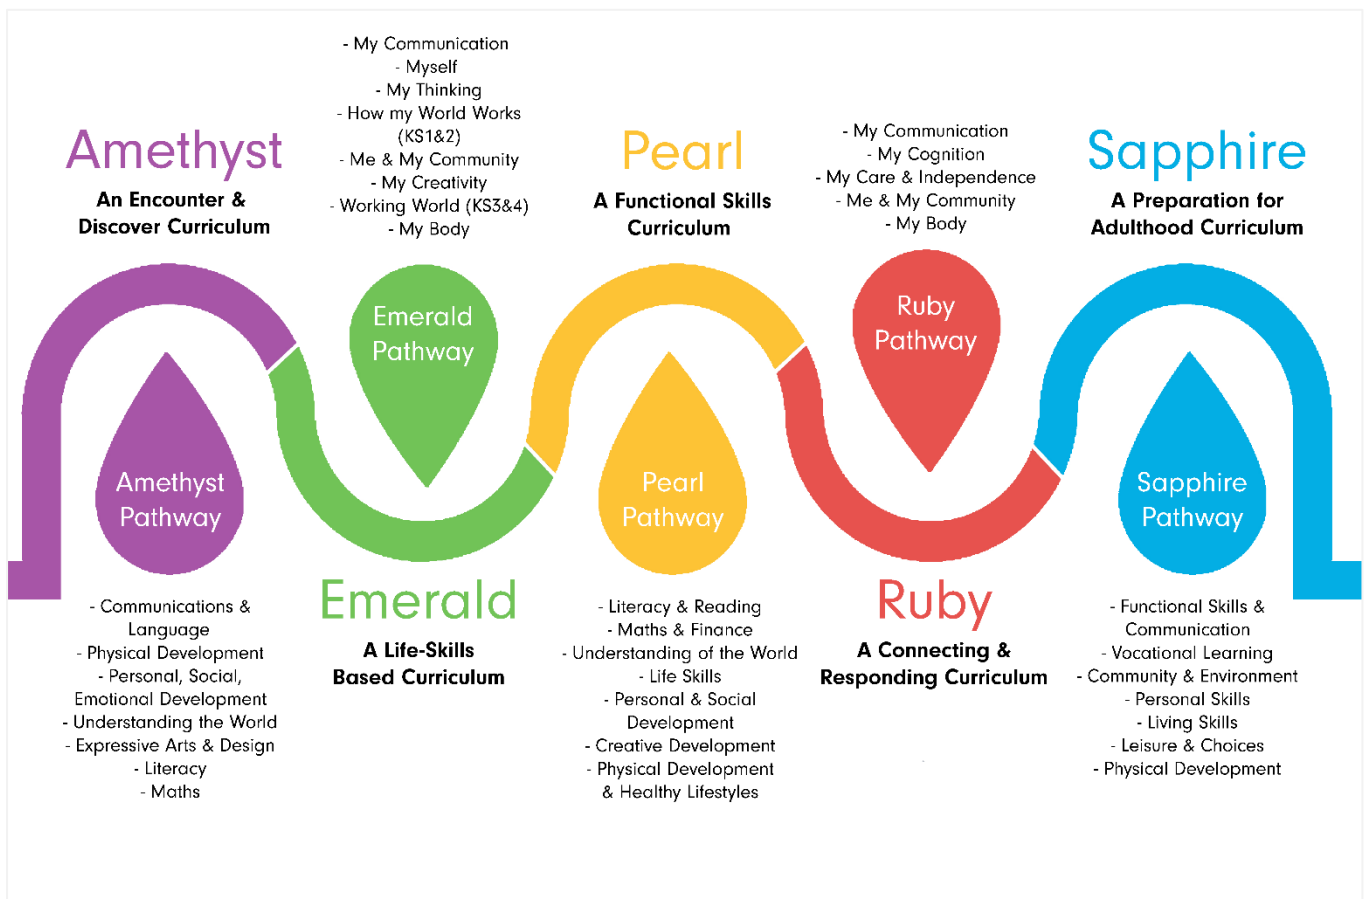 Amethyst
An Encounter &
Discover Curriculum
Amethyst
Pathway
- Communications &
Language
- Physical Development
- Personal, Social,
Emotional Development
- Understanding the World
- Expressive Arts & Design
- Literacy
- Maths
- My Communication
- Myself
- My Thinking
- How my World Works
(KS1&2)
- Me & My Community
- My Creativity
- Working World (KS3&4)
- My Body
Emerald
Pathway
Emerald
A Life-Skills
Based Curriculum
Pearl
A Functional Skills
Curriculum
Pearl
Pathway
- Literacy & Reading
- Maths & Finance
- Understanding of the World
- Life Skills
- Personal & Social
Development
- Creative Development
- Physical Development
& Healthy Lifestyles
- My Communication
- My Cognition
- My Care & Independence
- Me & My Community
- My Body
Ruby
Pathway
Ruby
A Connecting &
Responding Curriculum
Sapphire
A Preparation for
Adulthood Curriculum
Sapphire
Pathway
- Functional Skills &
Communication
- Vocational Learning
- Community & Environment
- Personal Skills
- Living Skills
- Leisure & Choices
- Physical Development